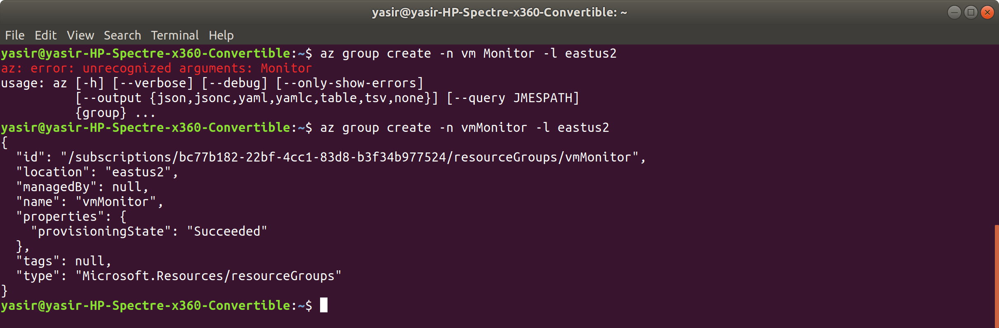 yasir@yasir-HP-Spectre-x360-Convertible: ~
File Edit View Search Terminal Help
yasir@yasir-HP-Spectre-x360-Convertible:~$ az group create -n vm Monitor -l eastus2
az: error: unrecognized arguments: Monitor
usage: az [-h] [--verbose] [--debug] [--only-show-errors]
          [--output {json,jsonc,yaml,yamlc,table,tsv,none}] [--query JMESPATH]
          {group} ...
yasir@yasir-HP-Spectre-x360-Convertible:~$ az group create -n vmMonitor -l eastus2
{
  "id": "/subscriptions/bc77b182-22bf-4cc1-83d8-b3f34b977524/resourceGroups/vmMonitor",
  "location": "eastus2",
  "managedBy": null,
  "name": "vmMonitor",
  "properties": {
    "provisioningState": "Succeeded"
  },
  "tags": null,
  "type": "Microsoft.Resources/resourceGroups"
}
yasir@yasir-HP-Spectre-x360-Convertible:~$